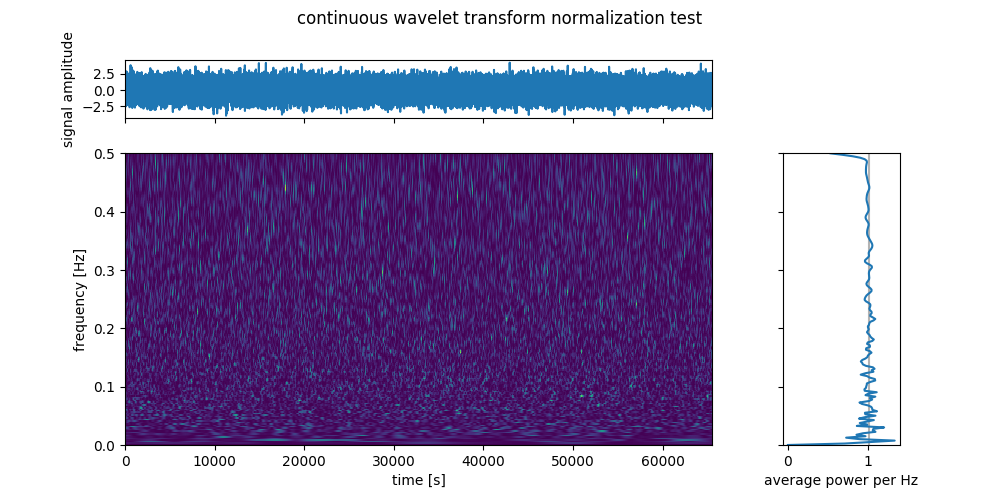 continuous wavelet transform normalization test
signal amplitude
2.5
0.0
−2.5
frequency [Hz]
0.5
0.4
0.3
0.2
0.1
0.0
0 10000 20000 30000 40000 50000 60000
time [s]
0 1
average power per Hz